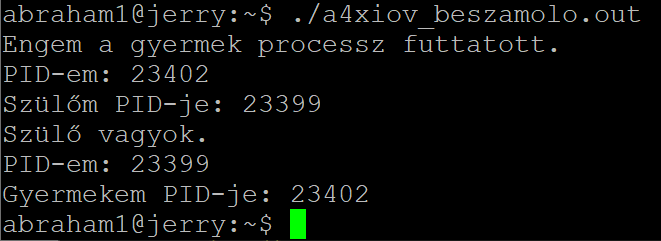 abraham1@jerry:~$ ./a4xiov_beszamolo.out
Engem a gyermek processz futtatott.
PID-em: 23402
Szülőm PID-je: 23399
Szülő vagyok.
PID-em: 23399
Gyermekem PID-je: 23402
abraham1@jerry:~$